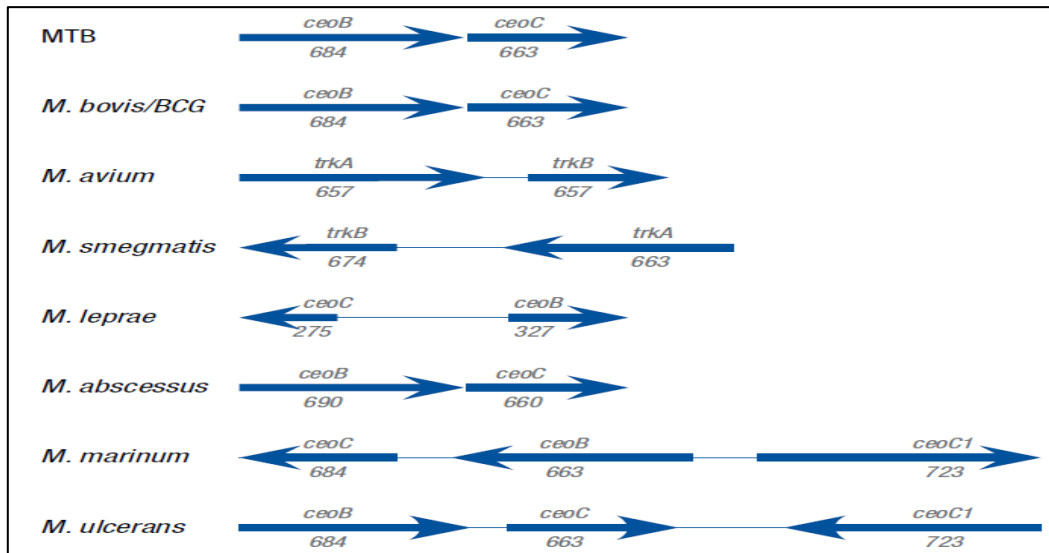 ceoB ceoC
MTB
684 663
ceoB ceoC
M. bovis/BCG
684 663
trkA trkB
M. avium
657 657
trkB trkA
M. smegmatis
674 663
ceoC ceoB
M. leprae
275 327
ceoB ceoC
M. abscessus
690 660
ceoC ceoB ceoC1
M. marinum
684 663 723
ceoB ceoC ceoC1
M. ulcerans
684 663 723